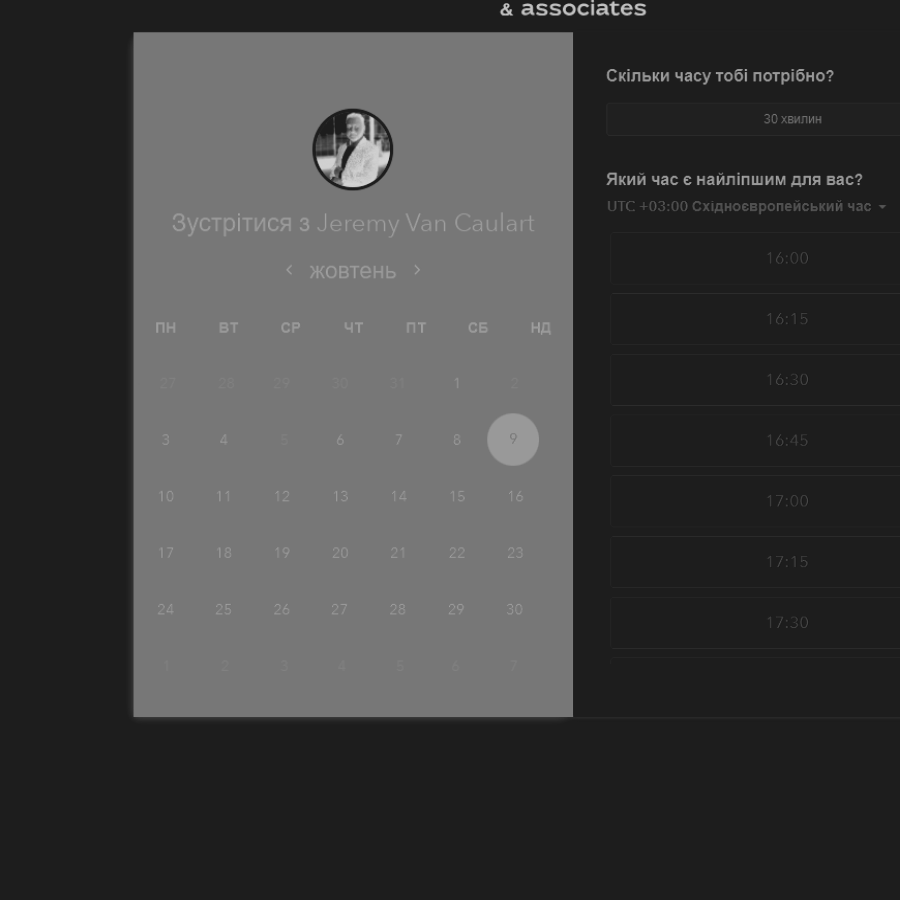 & associates
Зустрітися з Jeremy Van Caulart
жовтень
ПН ВТ СР ЧТ ПТ СБ НД
27 28 29 30 31 1 2
3 4 5 6 7 8 9
10 11 12 13 14 15 16
17 18 19 20 21 22 23
24 25 26 27 28 29 30
1 2 3 4 5 6 7
Скільки часу тобі потрібно?
30 хвилин
Який час є найліпшим для вас?
UTC +03:00 Східноєвропейський час
16:00
16:15
16:30
16:45
17:00
17:15
17:30